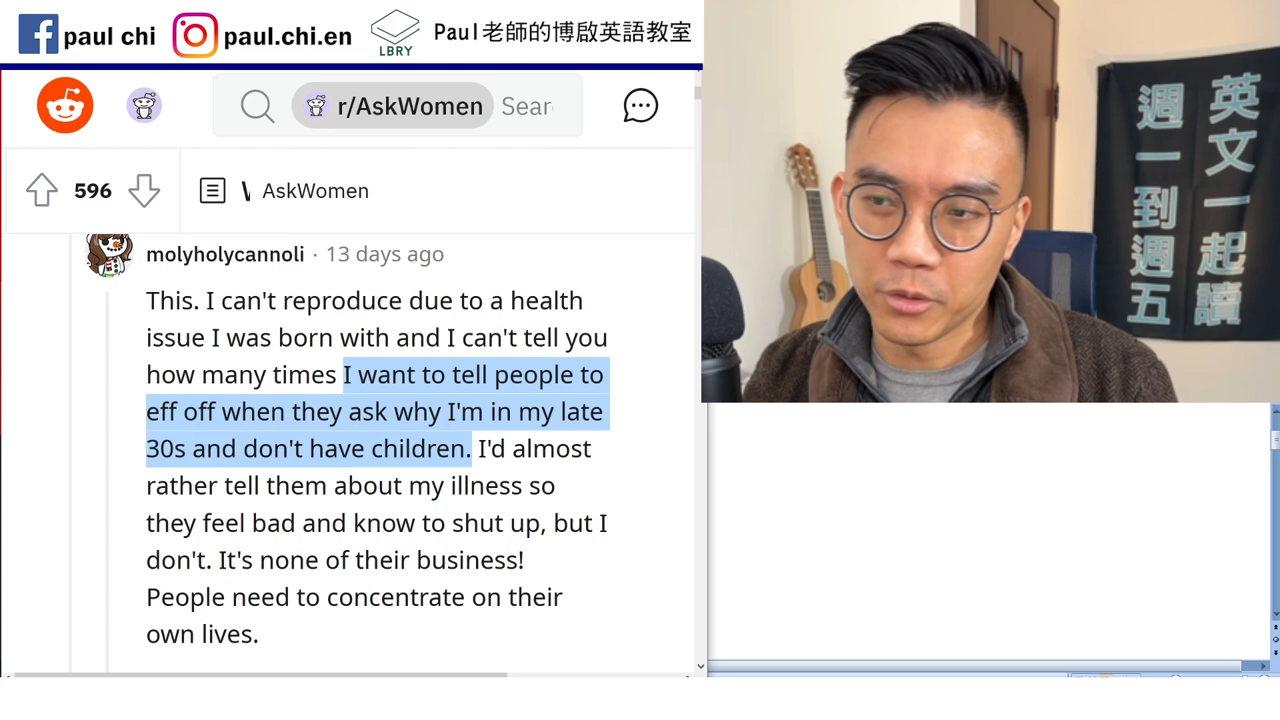 paul chi
paul.chi.en
LBRY
Paul老師的博啟英語教室
r/AskWomen
Sear
596
AskWomen
molyholycannoli · 13 days ago
This. I can't reproduce due to a health
issue I was born with and I can't tell you
how many times I want to tell people to
eff off when they ask why I'm in my late
30s and don't have children. I'd almost
rather tell them about my illness so
they feel bad and know to shut up, but I
don't. It's none of their business!
People need to concentrate on their
own lives.
英文一起讀
週一到週五